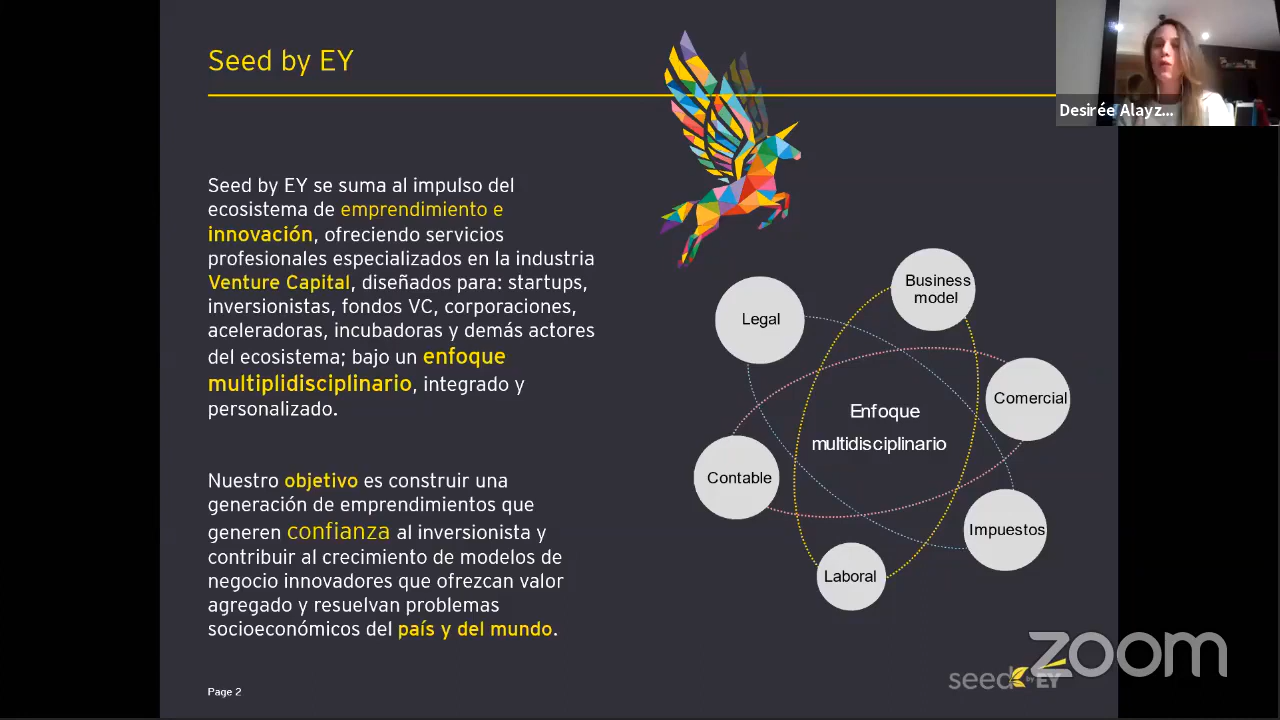 Seed by EY
Desirée Alayz...
Seed by EY se suma al impulso del
ecosistema de emprendimiento e
innovación, ofreciendo servicios
profesionales especializados en la industria
Venture Capital, diseñados para: startups,
inversionistas, fondos VC, corporaciones,
aceleradoras, incubadoras y demás actores
del ecosistema; bajo un enfoque
multiplidisciplinario, integrado y
personalizado.
Nuestro objetivo es construir una
generación de emprendimientos que
generen confianza al inversionista y
contribuir al crecimiento de modelos de
negocio innovadores que ofrezcan valor
agregado y resuelvan problemas
socioeconómicos del país y del mundo.
Business
model
Legal
Comercial
Enfoque
multidisciplinario
Contable
Impuestos
Laboral
zoom
seed by EY
Page 2